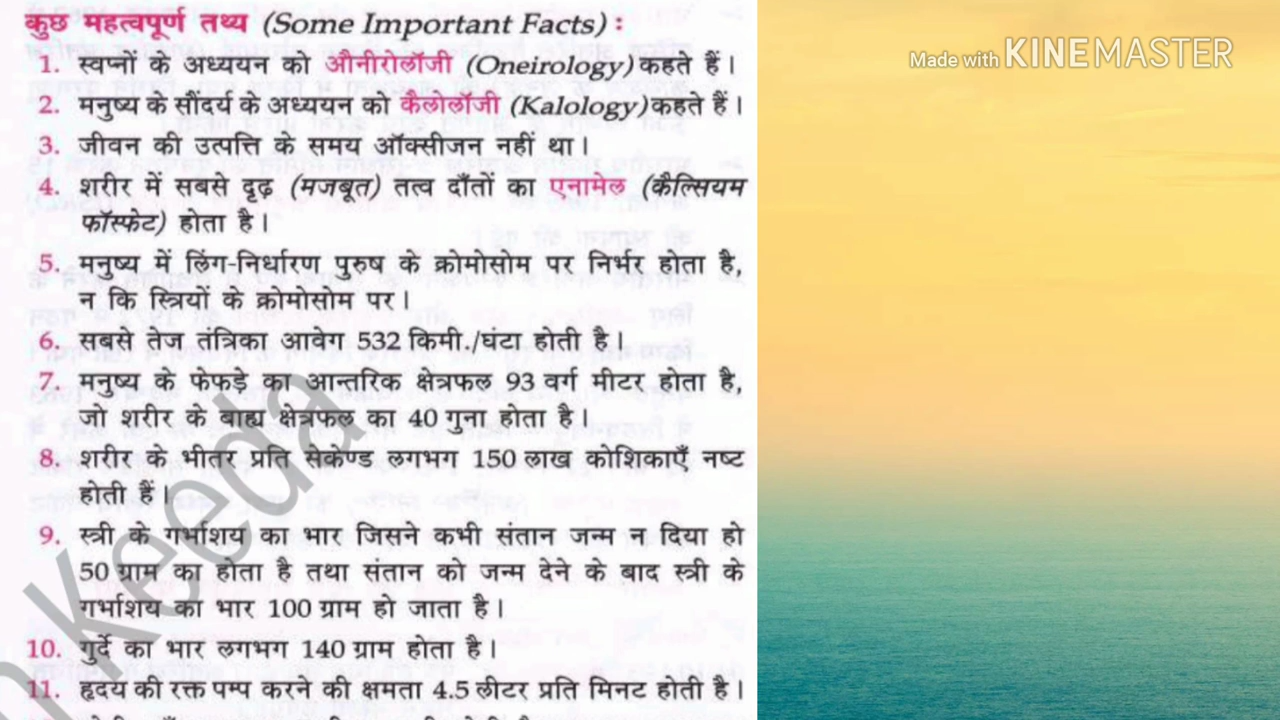 कुछ महत्वपूर्ण तथ्य (Some Important Facts) :
1. स्वप्नों के अध्ययन को औनीरोलॉजी (Oneirology) कहते हैं।
2. मनुष्य के सौंदर्य के अध्ययन को कैलोलॉजी (Kalology) कहते हैं।
3. जीवन की उत्पत्ति के समय ऑक्सीजन नहीं था।
4. शरीर में सबसे दृढ़ (मजबूत) तत्व दाँतों का एनामेल (कैल्सियम
फॉस्फेट) होता है।
5. मनुष्य में लिंग-निर्धारण पुरुष के क्रोमोसोम पर निर्भर होता है,
न कि स्त्रियों के क्रोमोसोम पर।
6. सबसे तेज तंत्रिका आवेग 532 किमी./घंटा होती है।
7. मनुष्य के फेफड़े का आन्तरिक क्षेत्रफल 93 वर्ग मीटर होता है,
जो शरीर के बाह्य क्षेत्रफल का 40 गुना होता है।
8. शरीर के भीतर प्रति सेकेण्ड लगभग 150 लाख कोशिकाएँ नष्ट
होती हैं।
9. स्त्री के गर्भाशय का भार जिसने कभी संतान जन्म न दिया हो
50 ग्राम का होता है तथा संतान को जन्म देने के बाद स्त्री के
गर्भाशय का भार 100 ग्राम हो जाता है।
10. गुर्दे का भार लगभग 140 ग्राम होता है।
11. हृदय की रक्त पम्प करने की क्षमता 4.5 लीटर प्रति मिनट होती है।
Keeda
Made with KINEMASTER